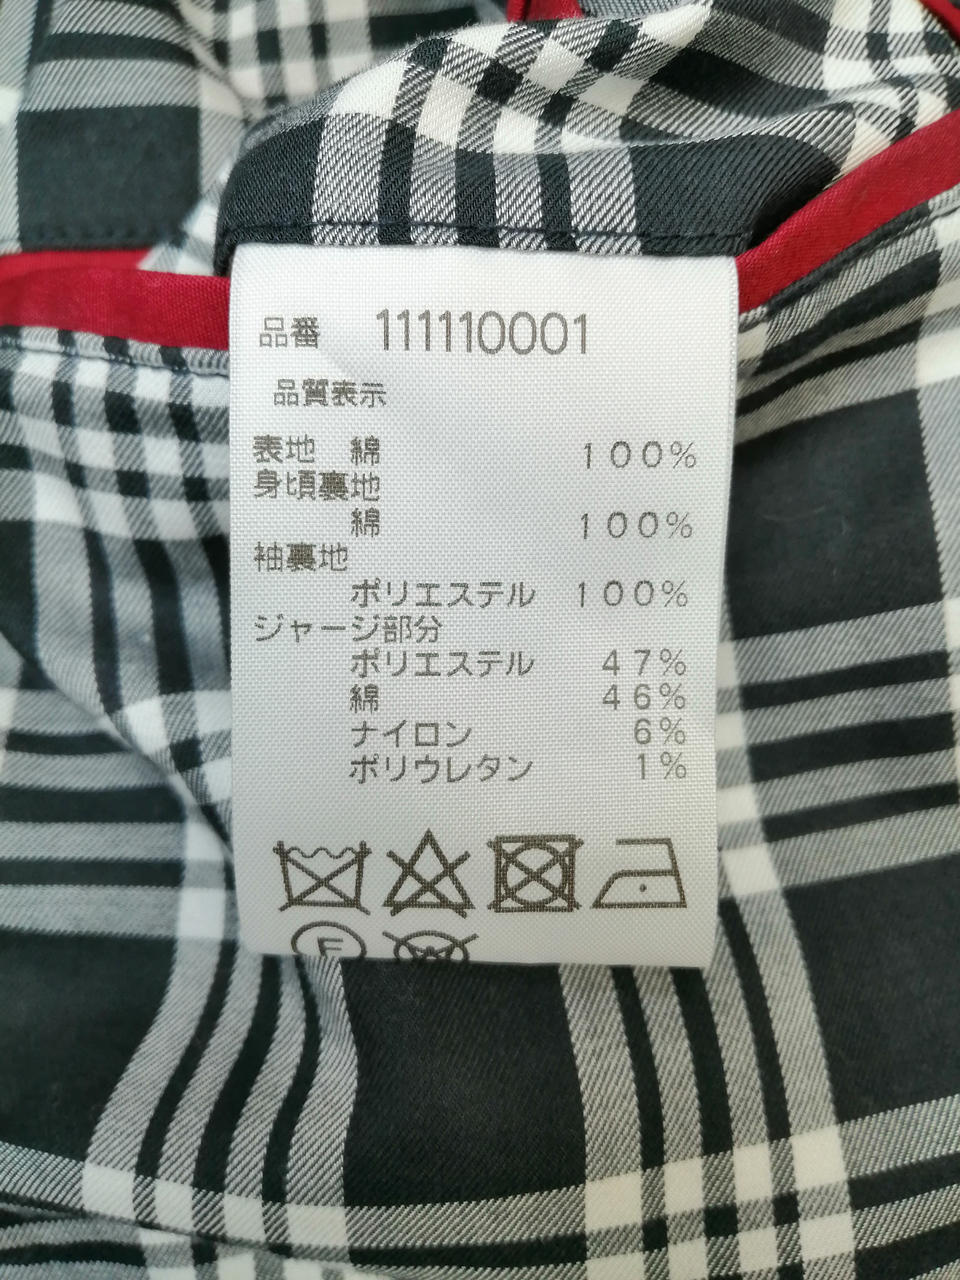 品番 111110001
品質表示
表地 綿 100%
身頃裏地
綿 100%
袖裏地
ポリエステル 100%
ジャージ部分
ポリエステル 47%
綿 46%
ナイロン 6%
ポリウレタン 1%